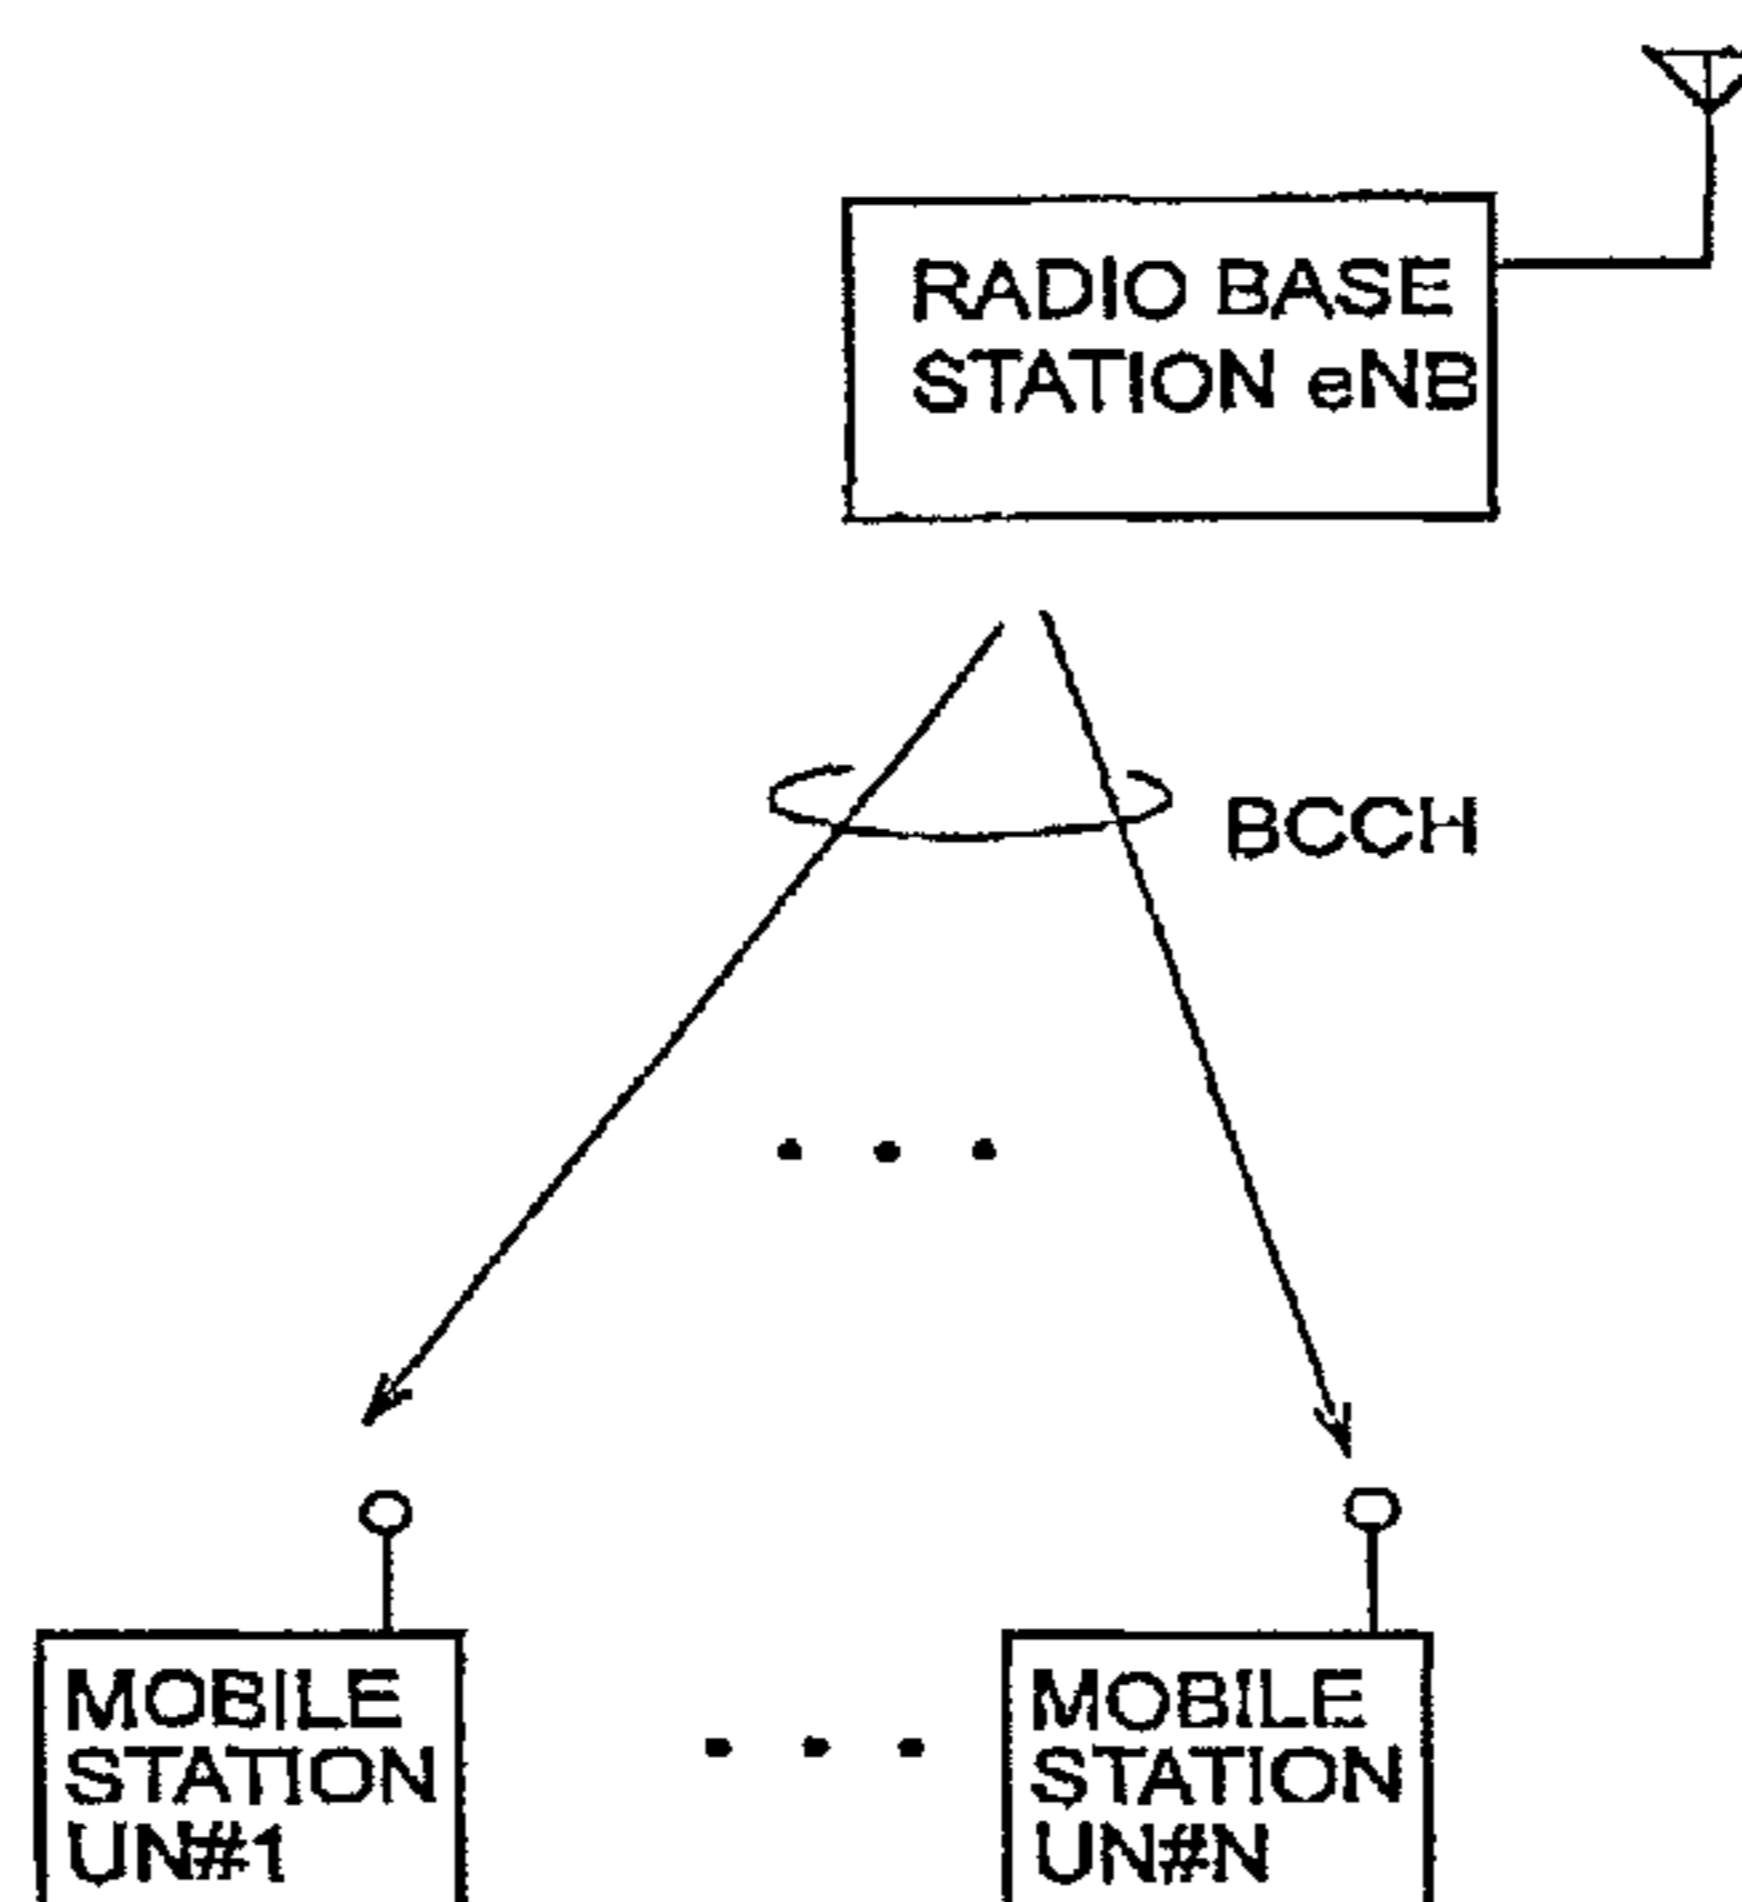 RADIO BASE
STATION eNB
BCCH
MOBILE
STATION
UN#1
MOBILE
STATION
UN#N